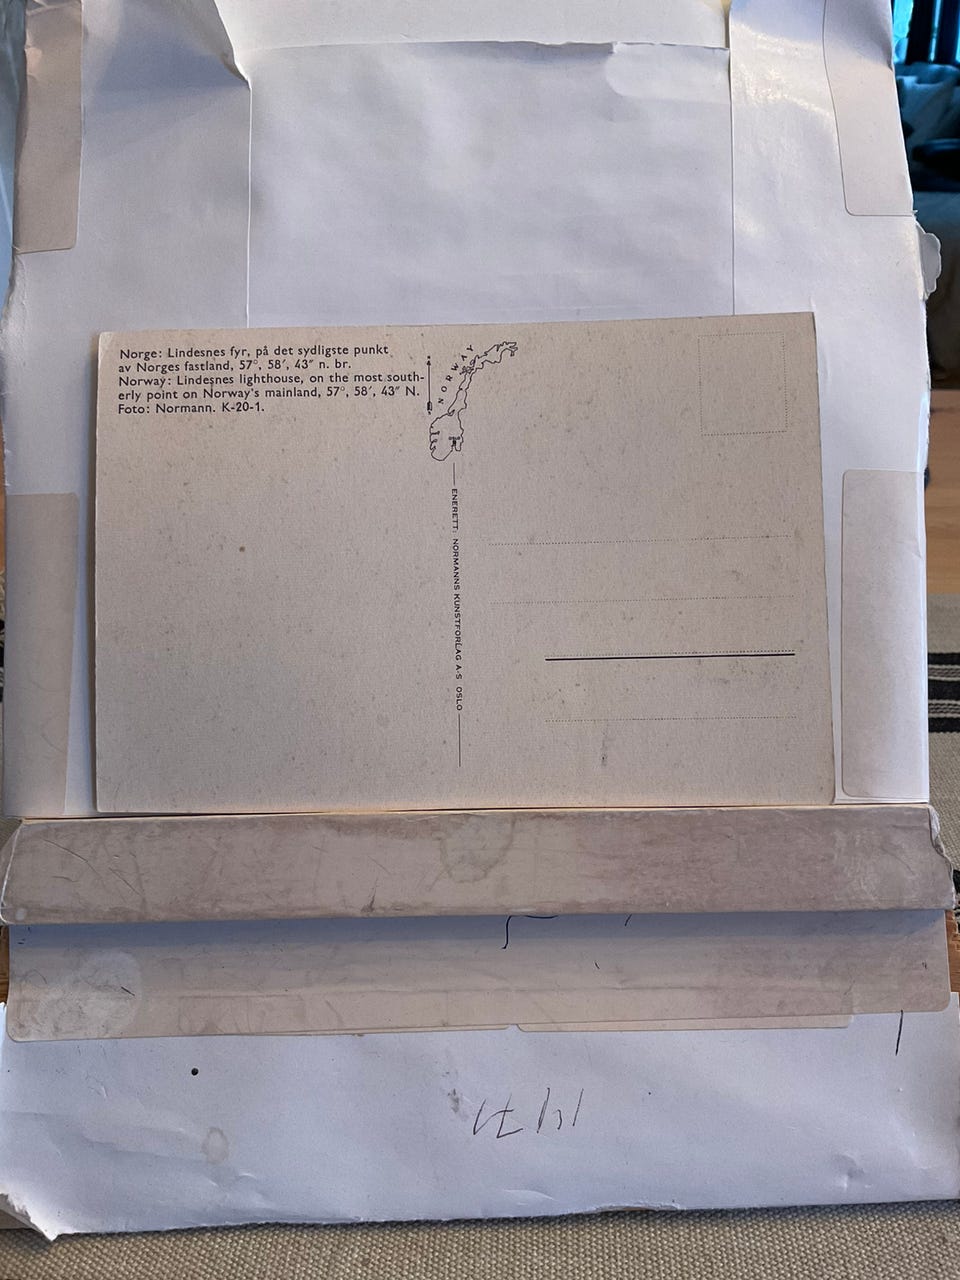 Norge: Lindesnes fyr, på det sydligste punkt
av Norges fastland, 57°, 58′, 43″ n. br.
Norway: Lindesnes lighthouse, on the most south-
erly point on Norway's mainland, 57°, 58′, 43″ N.
Foto: Normann. K-20-1.
NORWAY
OSLO
ENERETT: NORMANNS KUNSTFORLAG A-S OSLO